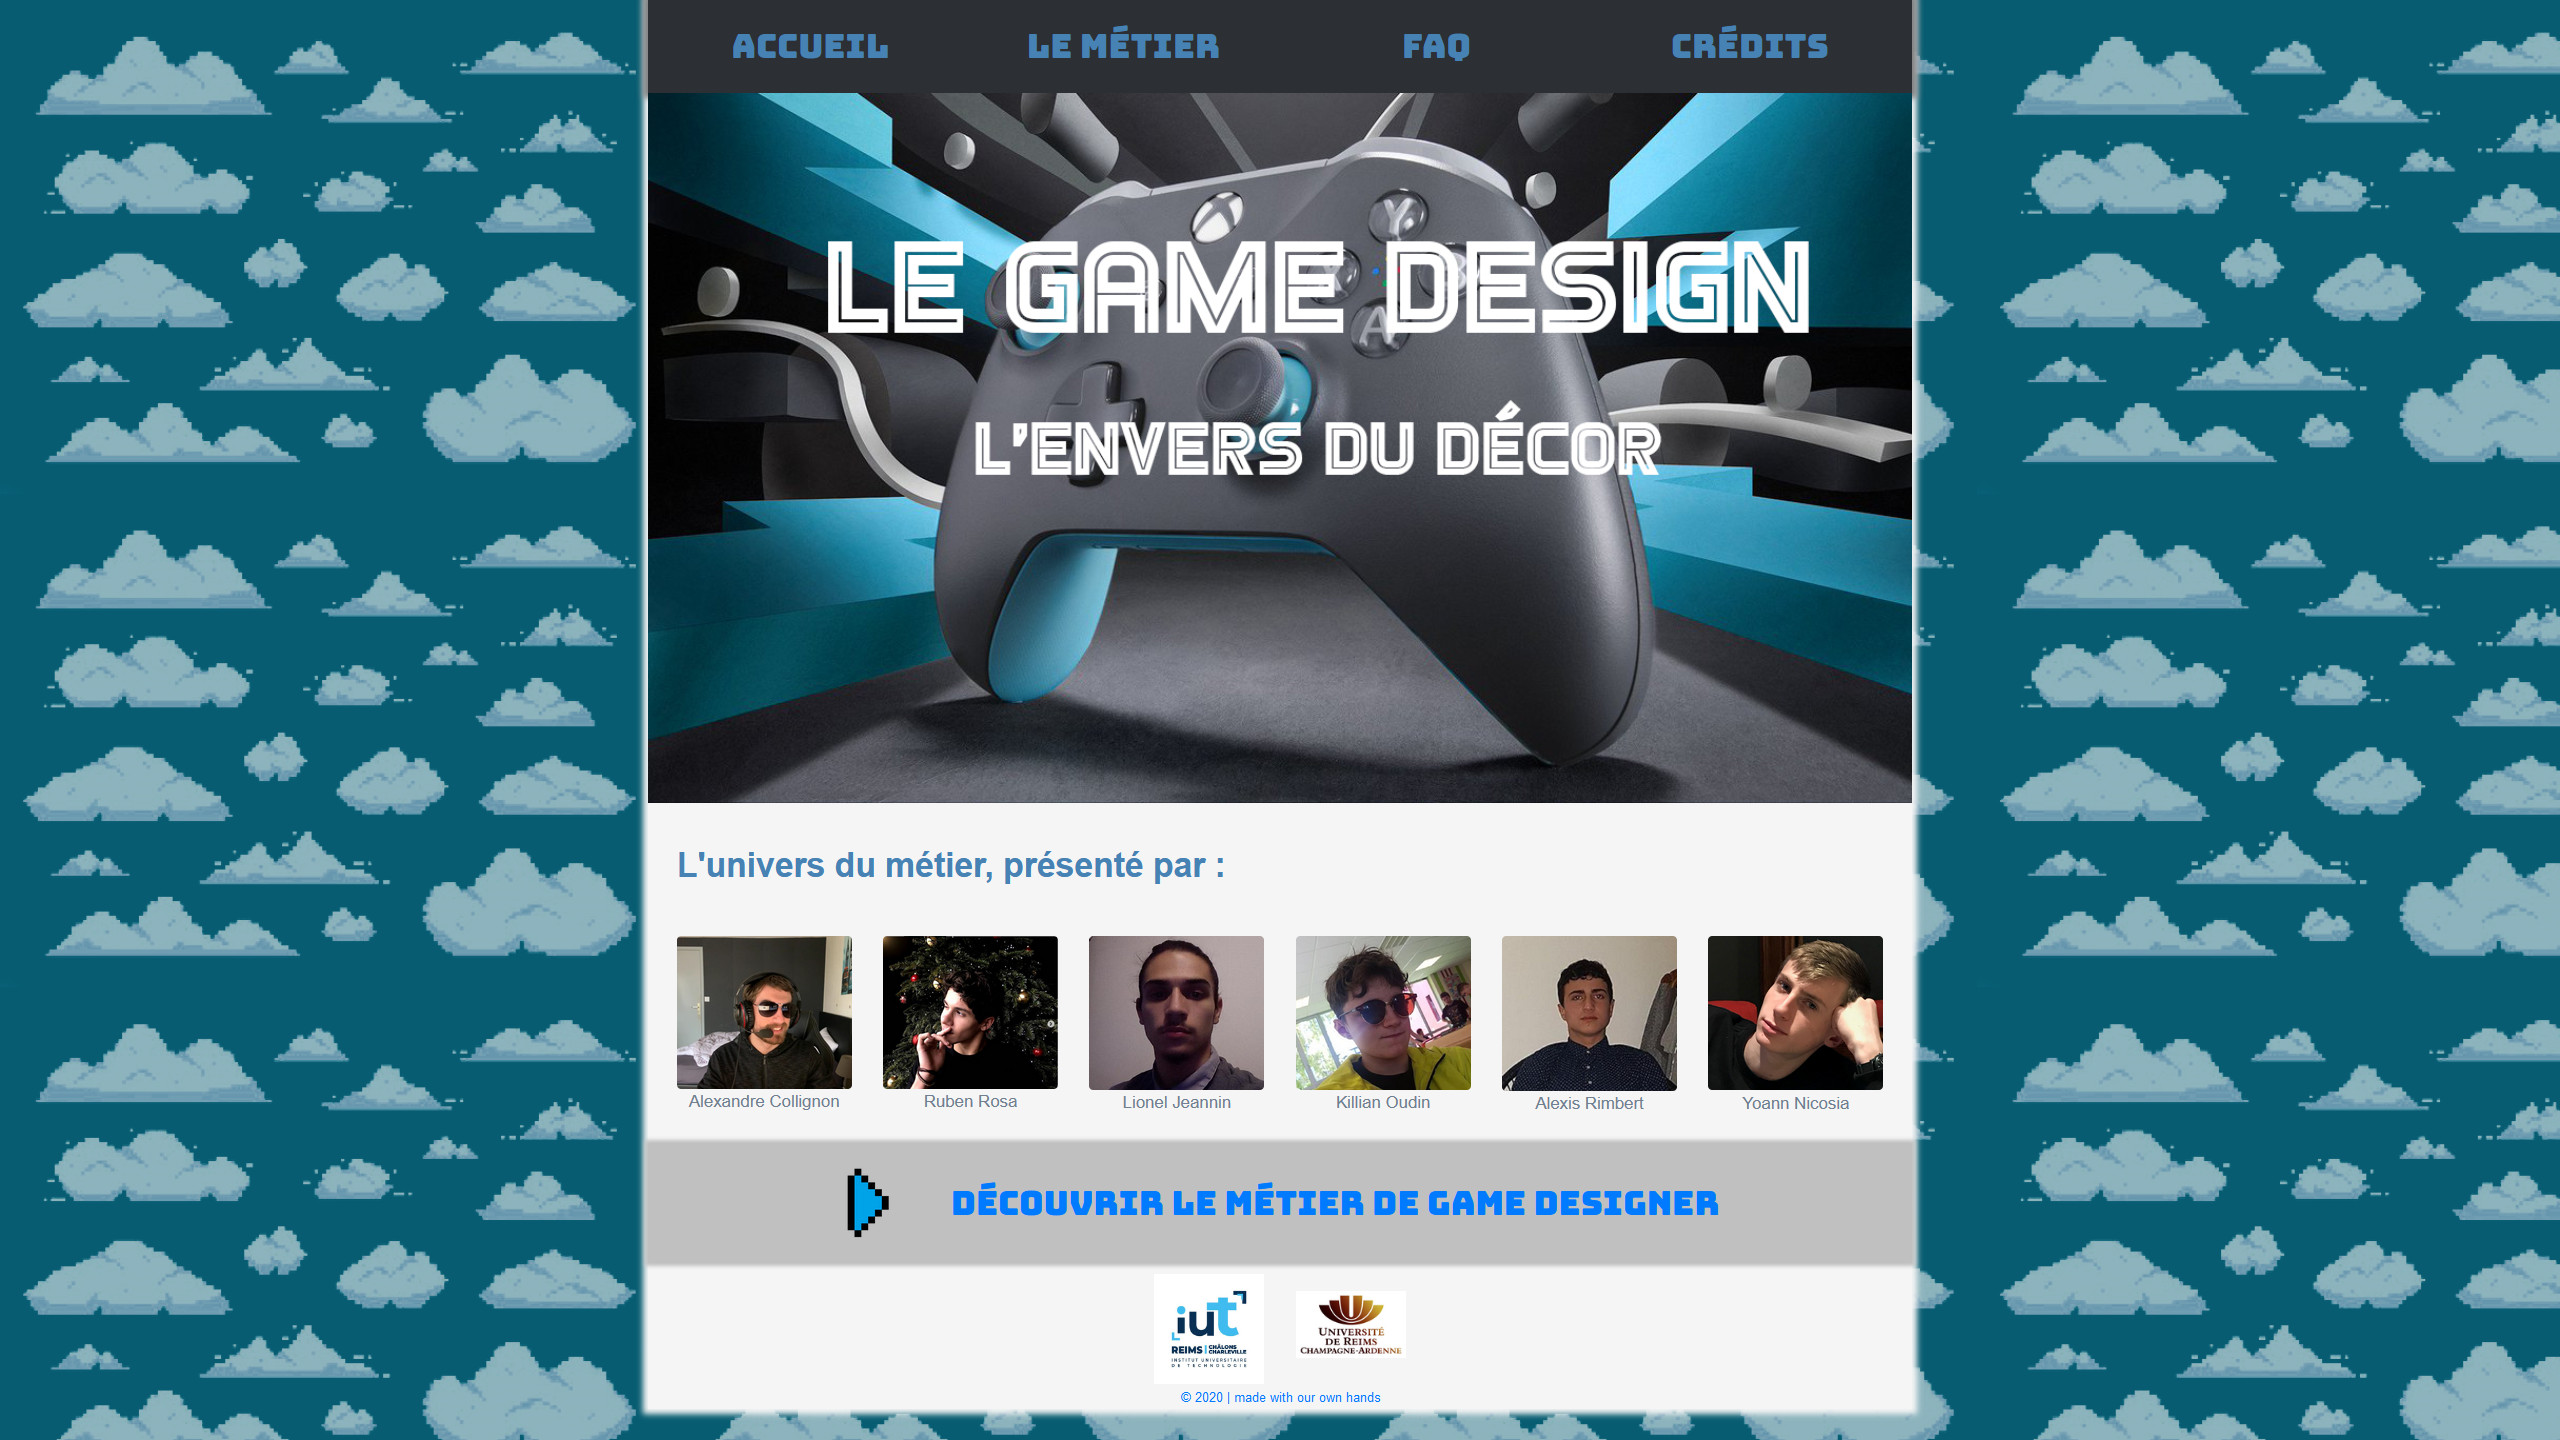 ACCUEIL
LE MÉTIER
FAQ
CRÉDITS
Y
X
B
A
LE GAME DESIGN
L'ENVERS DU DÉCOR
L'univers du métier, présenté par :
Alexandre Collignon
Ruben Rosa
Lionel Jeannin
Killian Oudin
Alexis Rimbert
Yoann Nicosia
DÉCOUVRIR LE MÉTIER DE GAME DESIGNER
iut
REIMS | CHÂLONS CHARLEVILLE
INSTITUT UNIVERSITAIRE
DE TECHNOLOGIE
UNIVERSITÉ
DE REIMS
CHAMPAGNE-ARDENNE
© 2020 | made with our own hands